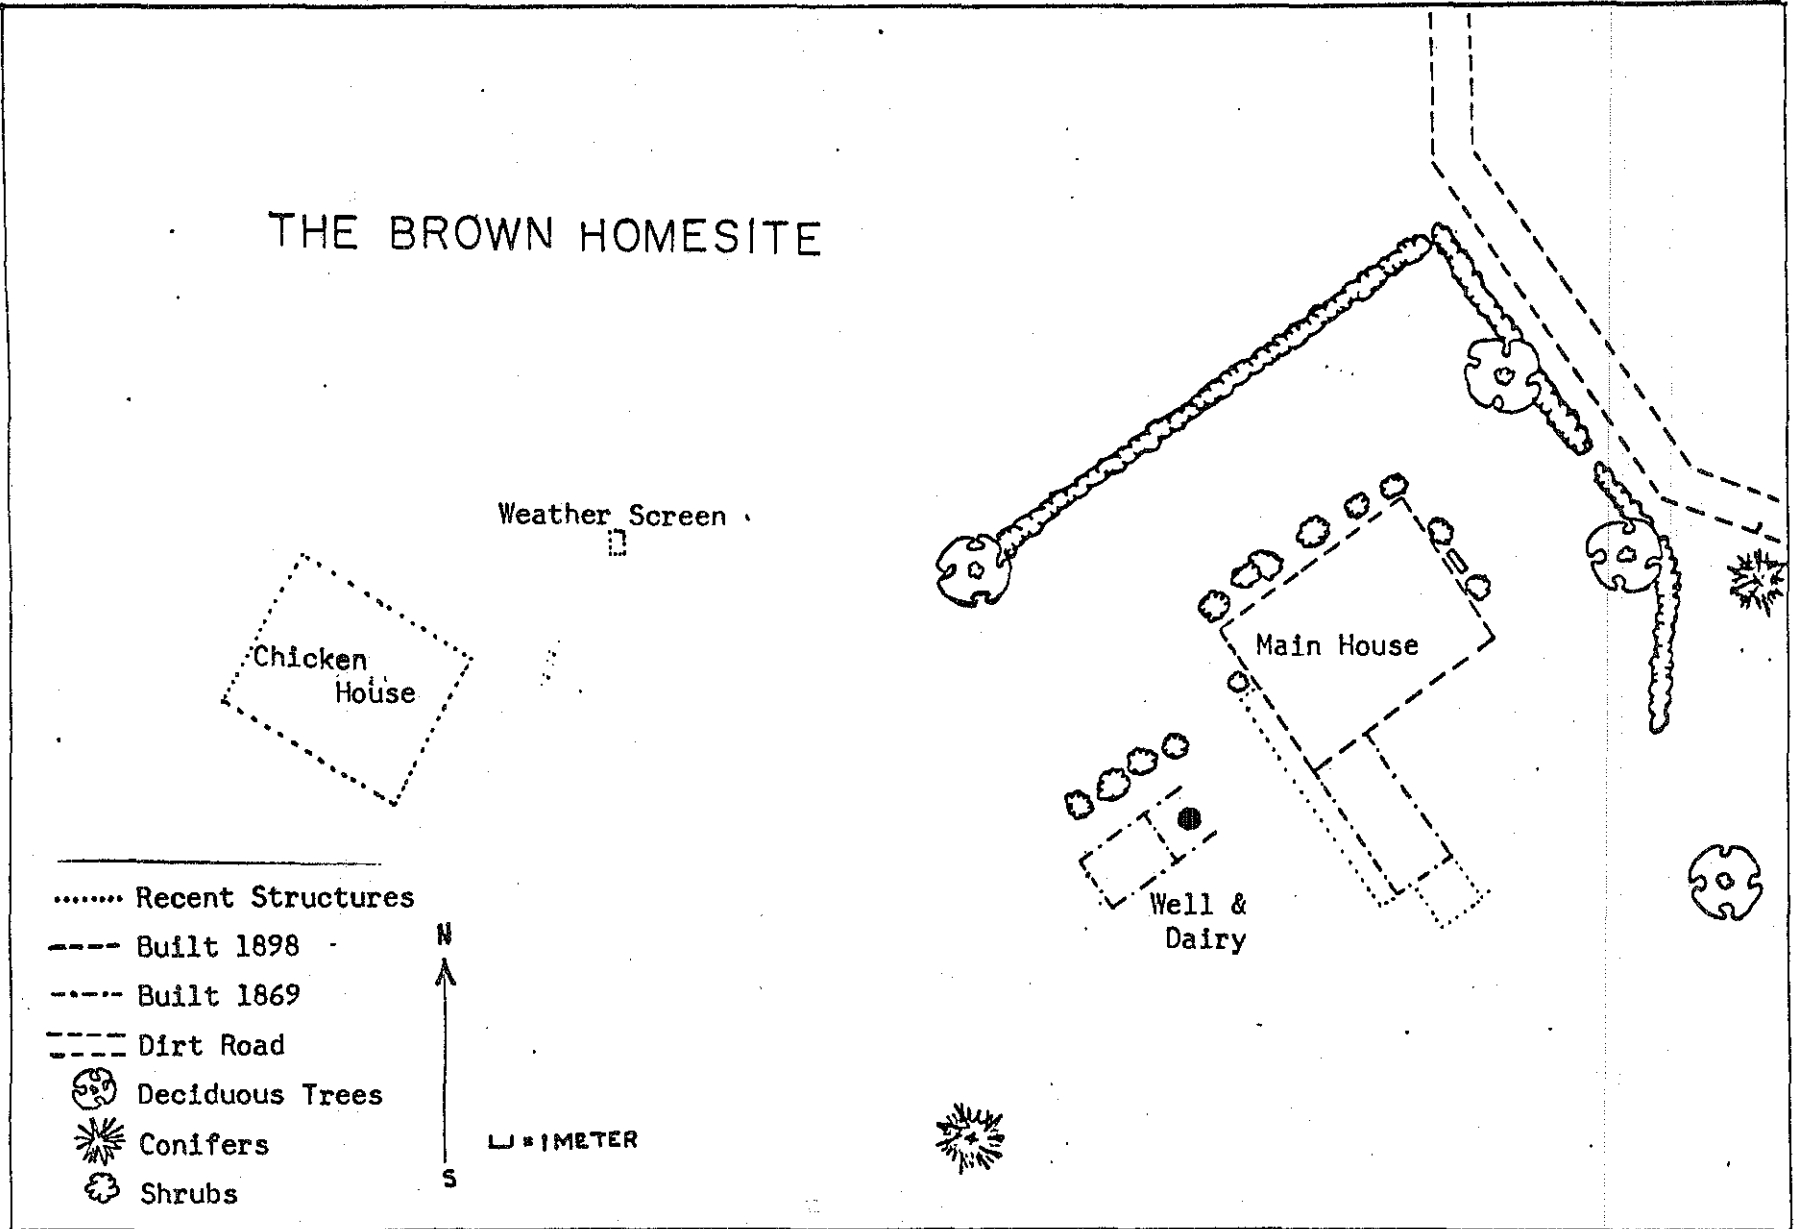 THE BROWN HOMESITE
Weather Screen
Chicken
House
Main House
Well &
Dairy
Recent Structures
Built 1898
Built 1869
Dirt Road
Deciduous Trees
Conifers
Shrubs
N
S
= 1 METER